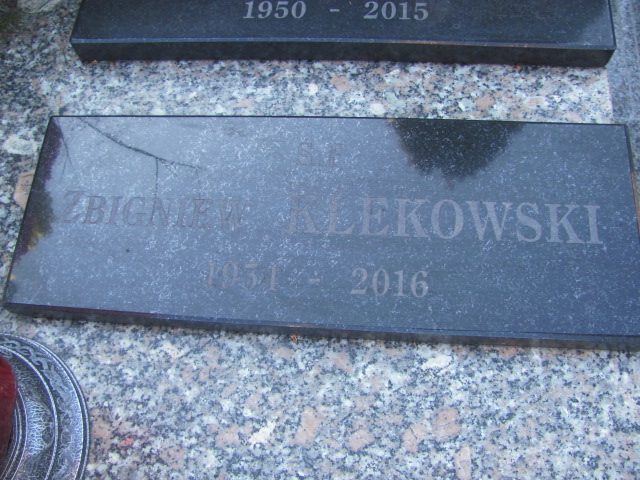 1950 - 2015
Ś.P.
ZBIGNIEW KLEKOWSKI
1951 - 2016